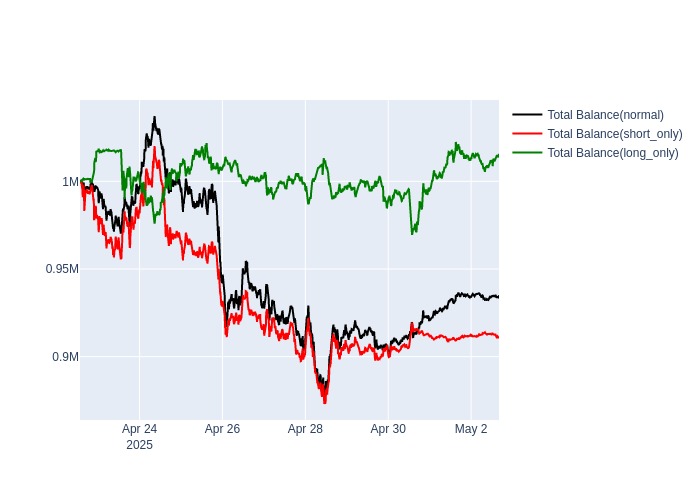 Total Balance(normal)
Total Balance(short_only)
Total Balance(long_only)
1M
0.95M
0.9M
Apr 24
2025
Apr 26
Apr 28
Apr 30
May 2